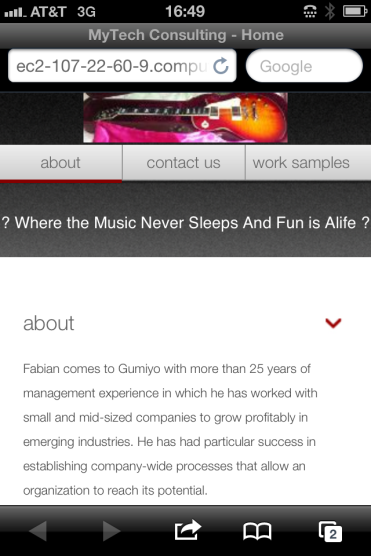 AT&T 3G 16:49
MyTech Consulting - Home
ec2-107-22-60-9.compu
Google
about
contact us
work samples
? Where the Music Never Sleeps And Fun is Alife ?
about
Fabian comes to Gumiyo with more than 25 years of
management experience in which he has worked with
small and mid-sized companies to grow profitably in
emerging industries. He has had particular success in
establishing company-wide processes that allow an
organization to reach its potential.
2